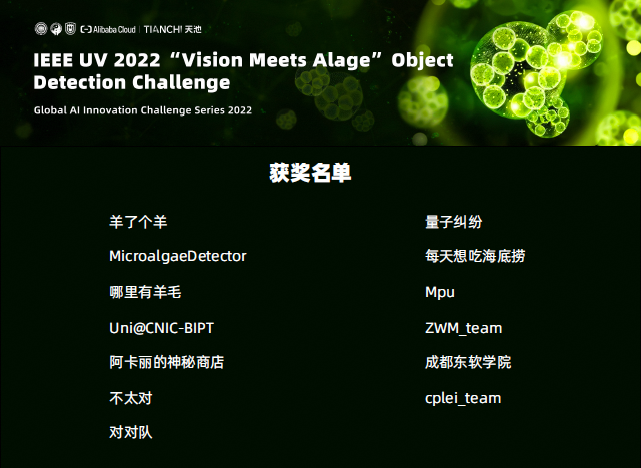 Alibaba Cloud | TIANCHI 天池
IEEE UV 2022 “Vision Meets Alage” Object
Detection Challenge
Global AI Innovation Challenge Series 2022
获奖名单
羊了个羊
量子纠纷
MicroalgaeDetector
每天想吃海底捞
哪里有羊毛
Mpu
Uni@CNIC-BIPT
ZWM_team
阿卡丽的神秘商店
成都东软学院
不太对
cplei_team
对对队